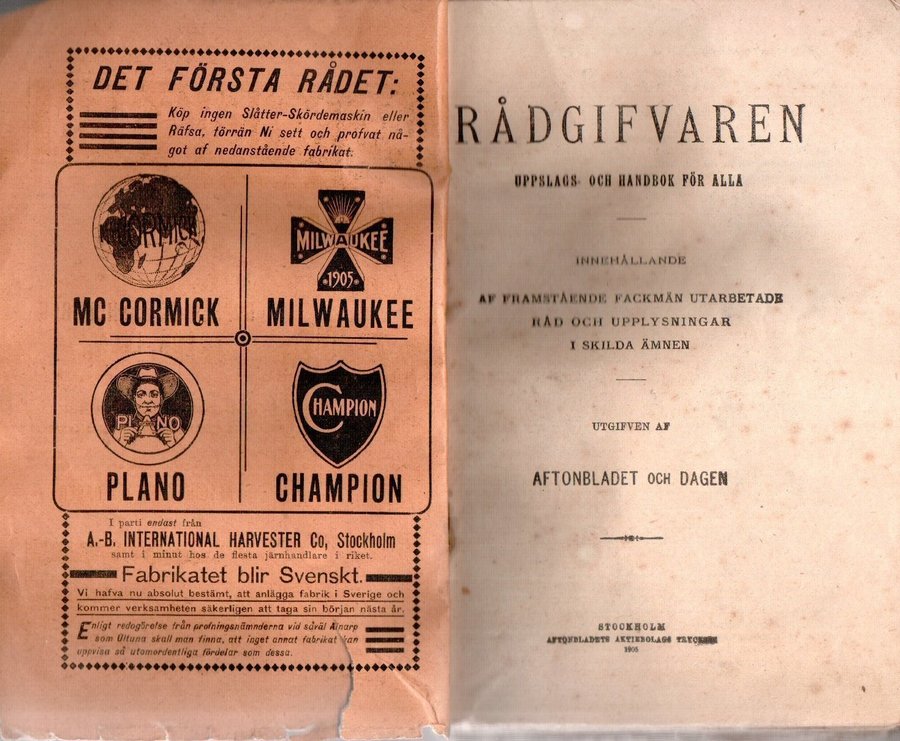 DET FÖRSTA RÅDET:
Köp ingen Slåtter-Skördemaskin eller
Räfsa, förrän Ni sett och profvat nå-
got af nedanstående fabrikat.
MCCORMICK
MC CORMICK
MILWAUKEE
1905
MILWAUKEE
PLANO
PLANO
CHAMPION
CHAMPION
I parti endast från
A.-B. INTERNATIONAL HARVESTER Co, Stockholm
samt i minut hos de flesta järnhandlare i riket.
Fabrikatet blir Svenskt.
Vi hafva nu absolut bestämt, att anlägga fabrik i Sverige och
kommer verksamheten säkerligen att taga sin början nästa år.
Enligt redogörelse från profningsnämnderna vid såväl Alnarp
som Ultuna skall man finna, att intet annat fabrikat kan
uppvisa så utomordentliga fördelar som dessa.
RÅDGIFVAREN
UPPSLAGS- OCH HANDBOK FÖR ALLA
INNEHÅLLANDE
AF FRAMSTÅENDE FACKMÄN UTARBETADE
RÅD OCH UPPLYSNINGAR
I SKILDA ÄMNEN
UTGIFVEN AF
AFTONBLADET OCH DAGEN
STOCKHOLM
AFTONBLADETS AKTIEBOLAGS TRYCKERI
1905